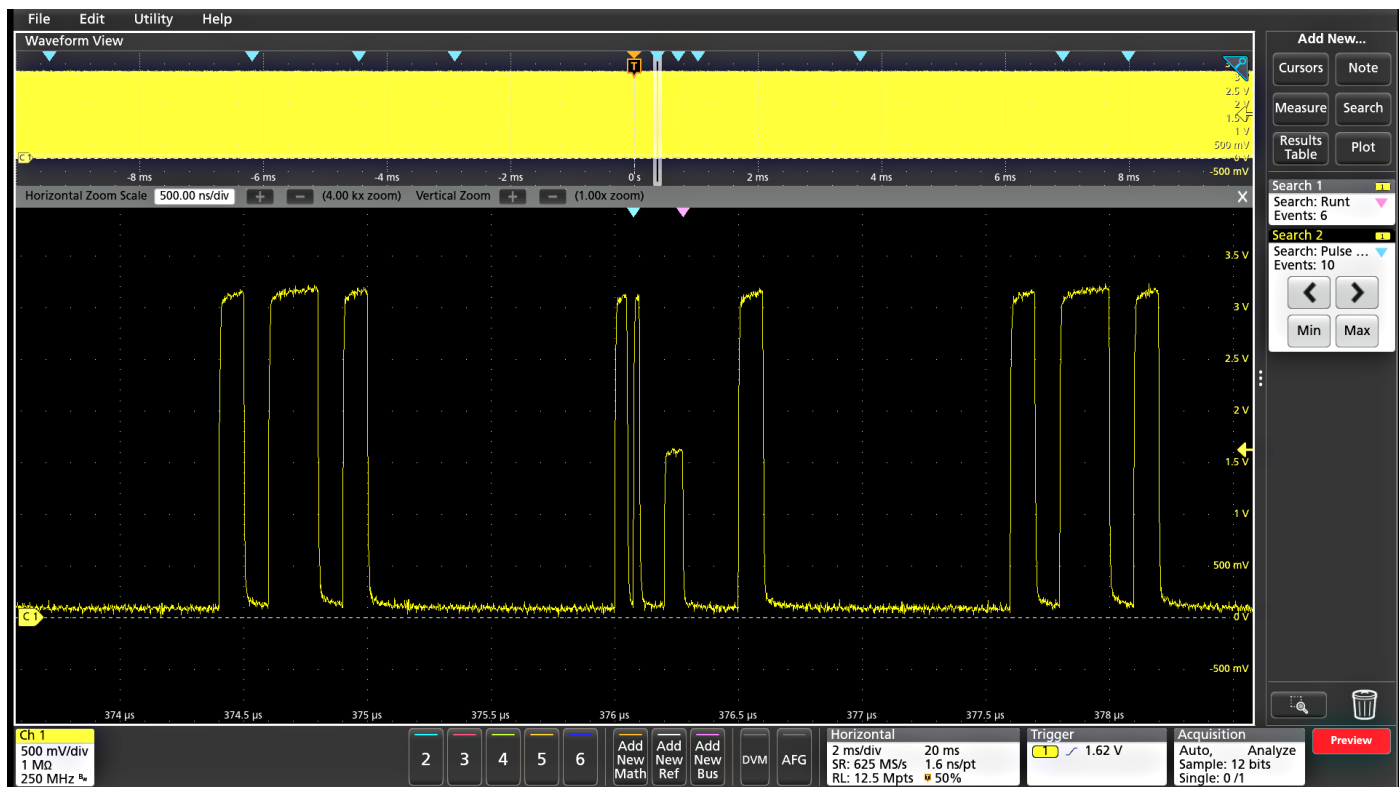 File Edit Utility Help
Waveform View
Add New...
Cursors Note
Measure Search
Results Table Plot
T
3 V
2.5 V
2 V
1.5 V
1 V
500 mV
0 V
-500 mV
C1
-8 ms -6 ms -4 ms -2 ms 0 s 2 ms 4 ms 6 ms 8 ms
Horizontal Zoom Scale 500.00 ns/div + - (4.00 kx zoom) Vertical Zoom + - (1.00x zoom) X
Search 1 1
Search: Runt
Events: 6
Search 2 1
Search: Pulse ...
Events: 10
< >
Min Max
3.5 V
3 V
2.5 V
2 V
1.5 V
1 V
500 mV
0 V
-500 mV
C1
374 µs 374.5 µs 375 µs 375.5 µs 376 µs 376.5 µs 377 µs 377.5 µs 378 µs
Ch 1
500 mV/div
1 MΩ
250 MHz
2 3 4 5 6
Add New Math
Add New Ref
Add New Bus
DVM AFG
Horizontal
2 ms/div 20 ms
SR: 625 MS/s 1.6 ns/pt
RL: 12.5 Mpts 50%
Trigger
1 1.62 V
Acquisition
Auto, Analyze
Sample: 12 bits
Single: 0 /1
Preview